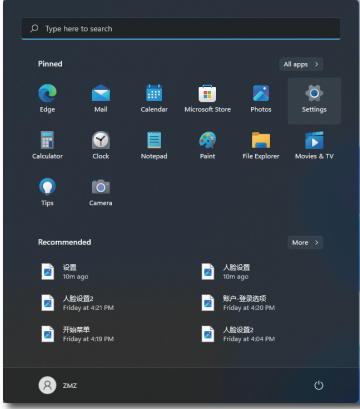 Type here to search
Pinned
All apps >
Edge
Mail
Calendar
Microsoft Store
Photos
Settings
Calculator
Clock
Notepad
Paint
File Explorer
Movies & TV
Tips
Camera
Recommended
More >
设置
10m ago
人脸设置
10m ago
人脸设置2
Friday at 4:21 PM
账户-登录选项
Friday at 4:20 PM
开始菜单
Friday at 4:19 PM
人脸设置2
Friday at 4:04 PM
ZMZ